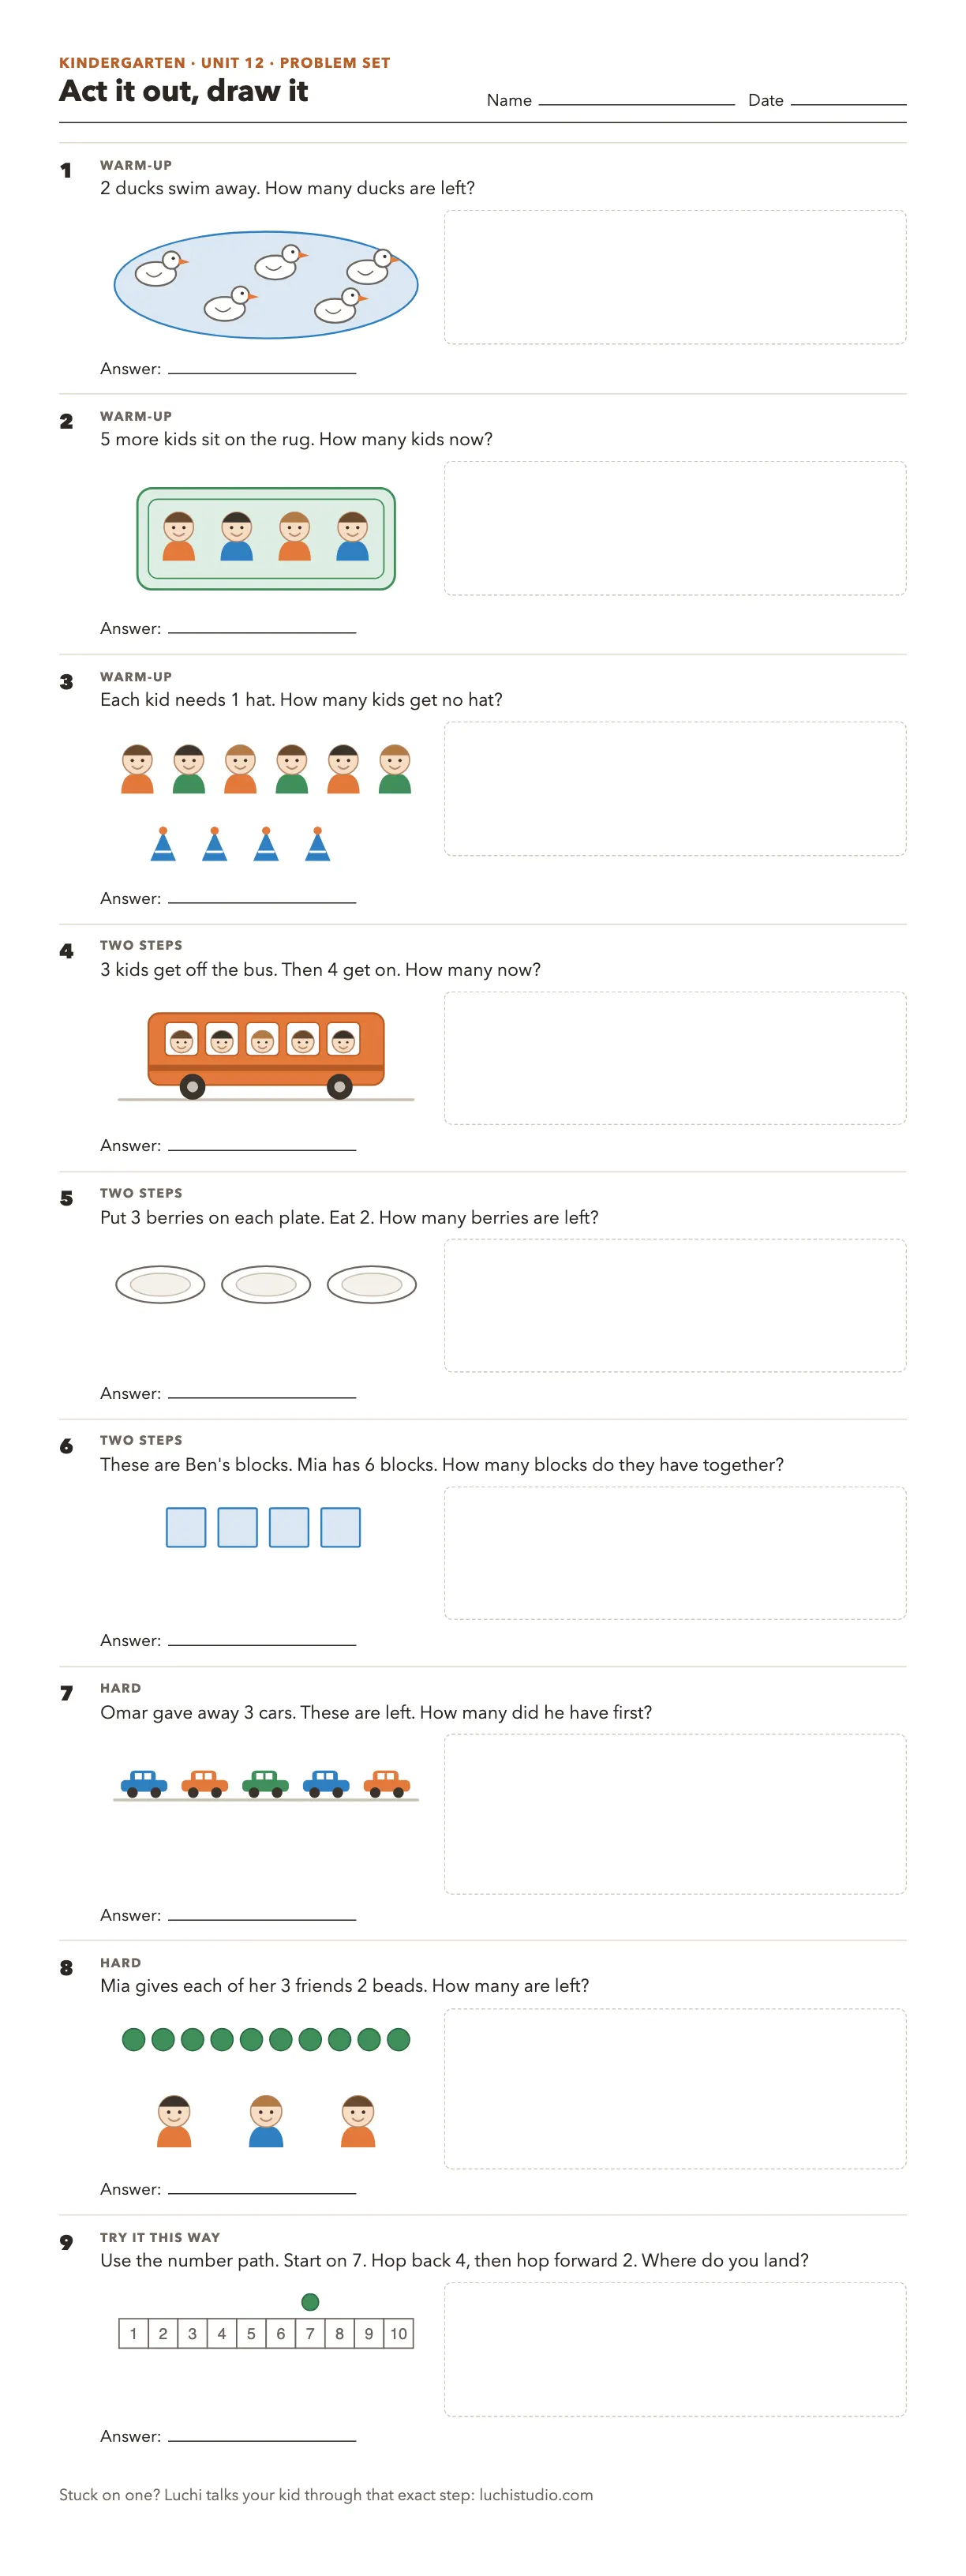 KINDERGARTEN · UNIT 12 · PROBLEM SET
Act it out, draw it
Name
Date
1
WARM-UP
2 ducks swim away. How many ducks are left?
Answer:
2
WARM-UP
5 more kids sit on the rug. How many kids now?
Answer:
3
WARM-UP
Each kid needs 1 hat. How many kids get no hat?
Answer:
4
TWO STEPS
3 kids get off the bus. Then 4 get on. How many now?
Answer:
5
TWO STEPS
Put 3 berries on each plate. Eat 2. How many berries are left?
Answer:
6
TWO STEPS
These are Ben's blocks. Mia has 6 blocks. How many blocks do they have together?
Answer:
7
HARD
Omar gave away 3 cars. These are left. How many did he have first?
Answer:
8
HARD
Mia gives each of her 3 friends 2 beads. How many are left?
Answer:
9
TRY IT THIS WAY
Use the number path. Start on 7. Hop back 4, then hop forward 2. Where do you land?
1 2 3 4 5 6 7 8 9 10
Answer:
Stuck on one? Luchi talks your kid through that exact step: luchistudio.com